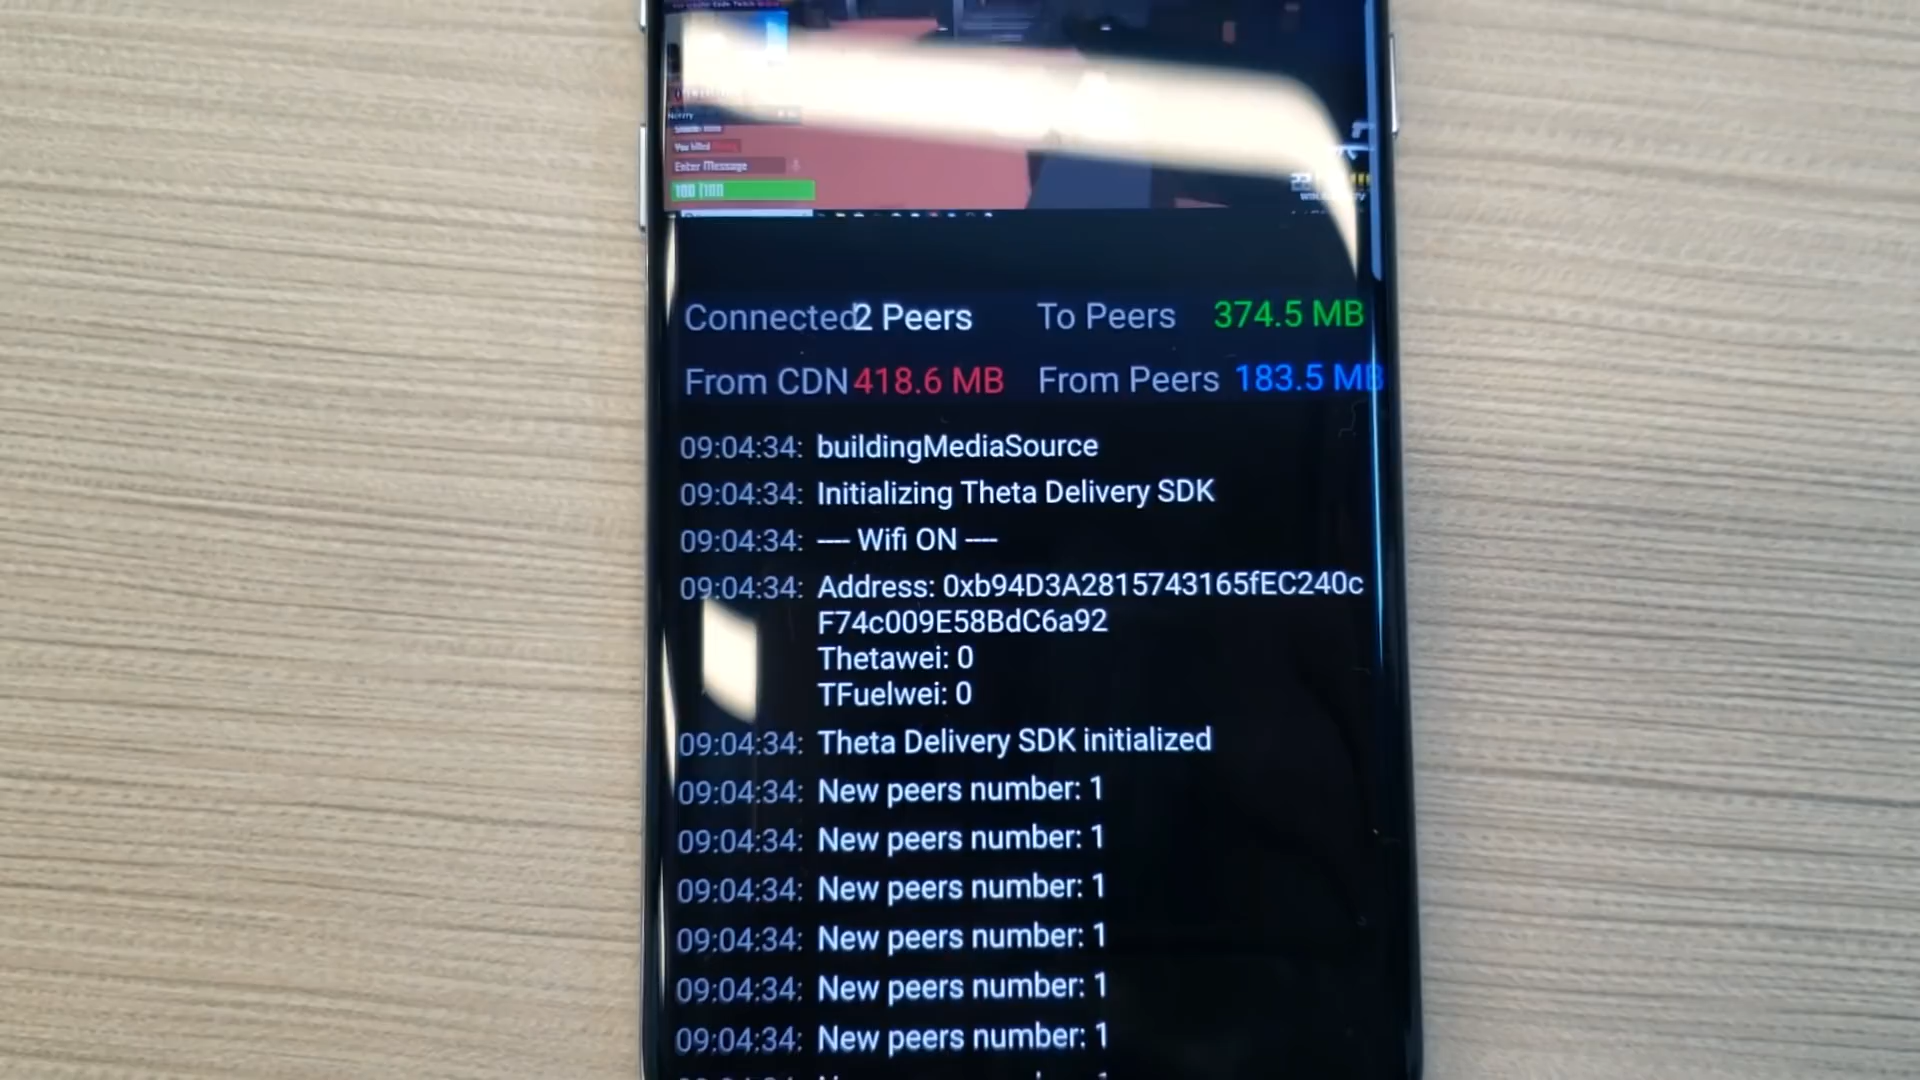 You killed
Enter Message
100 /100
Connected 2 Peers To Peers 374.5 MB
From CDN 418.6 MB From Peers 183.5 MB
09:04:34: buildingMediaSource
09:04:34: Initializing Theta Delivery SDK
09:04:34: ---- Wifi ON ----
09:04:34: Address: 0xb94D3A2815743165fEC240c
F74c009E58BdC6a92
Thetawei: 0
TFuelwei: 0
09:04:34: Theta Delivery SDK initialized
09:04:34: New peers number: 1
09:04:34: New peers number: 1
09:04:34: New peers number: 1
09:04:34: New peers number: 1
09:04:34: New peers number: 1
09:04:34: New peers number: 1